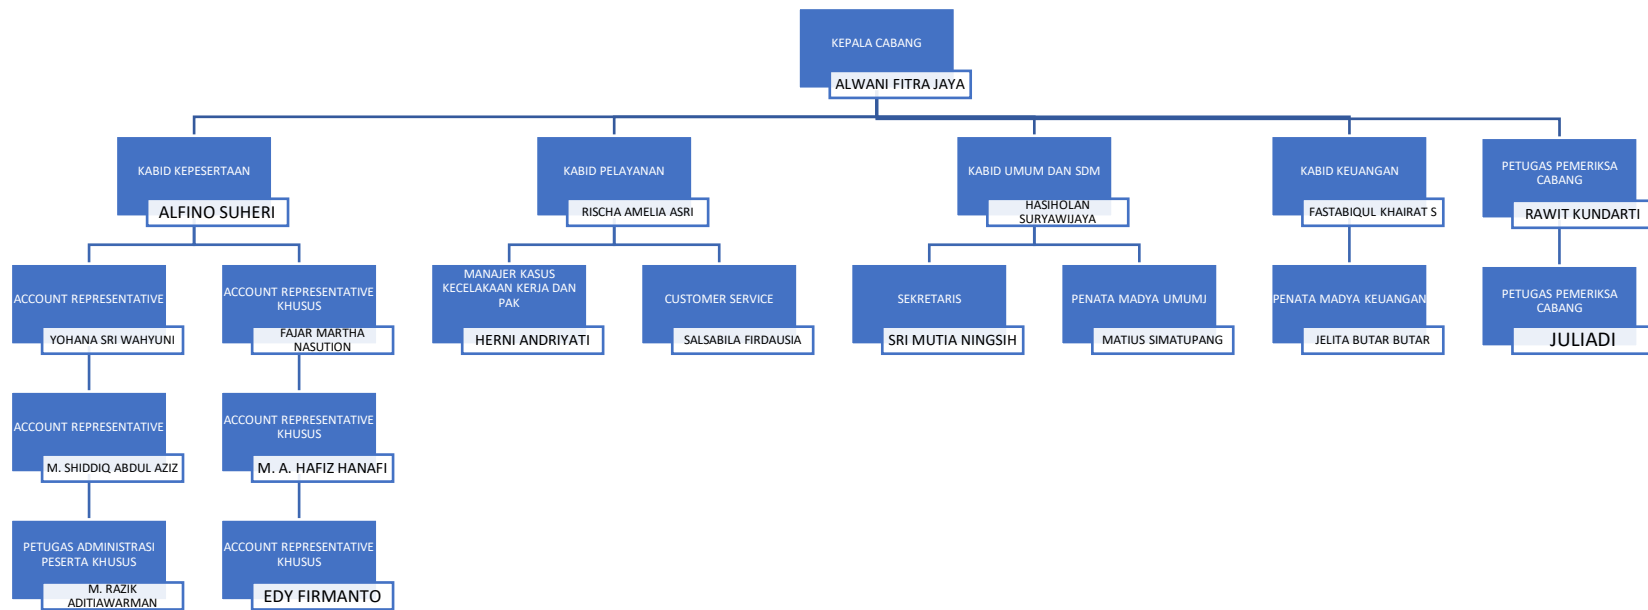 KEPALA CABANG
ALWANI FITRA JAYA
KABID KEPESERTAAN
ALFINO SUHERI
KABID PELAYANAN
RISCHA AMELIA ASRI
KABID UMUM DAN SDM
HASIHOLAN
SURYAWIJAYA
KABID KEUANGAN
FASTABIQUL KHAIRAT S
PETUGAS PEMERIKSA
CABANG
RAWIT KUNDARTI
ACCOUNT REPRESENTATIVE
YOHANA SRI WAHYUNI
ACCOUNT REPRESENTATIVE
KHUSUS
FAJAR MARTHA
NASUTION
MANAJER KASUS
KECELAKAAN KERJA DAN
PAK
HERNI ANDRIYATI
CUSTOMER SERVICE
SALSABILA FIRDAUSIA
SEKRETARIS
SRI MUTIA NINGSIH
PENATA MADYA UMUMJ
MATIUS SIMATUPANG
PENATA MADYA KEUANGAN
JELITA BUTAR BUTAR
PETUGAS PEMERIKSA
CABANG
JULIADI
ACCOUNT REPRESENTATIVE
M. SHIDDIQ ABDUL AZIZ
ACCOUNT REPRESENTATIVE
KHUSUS
M. A. HAFIZ HANAFI
PETUGAS ADMINISTRASI
PESERTA KHUSUS
M. RAZIK
ADITIAWARMAN
ACCOUNT REPRESENTATIVE
KHUSUS
EDY FIRMANTO